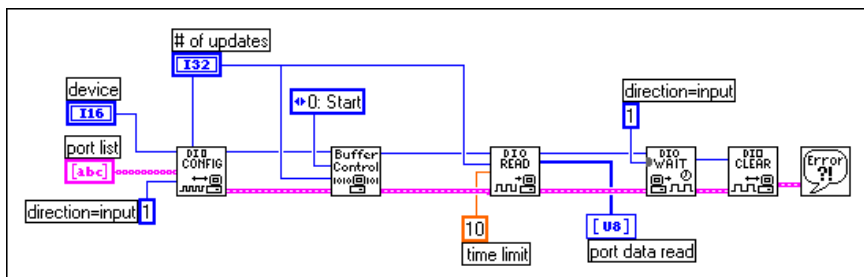 # of updates
I32
device
I16
port list
[abc]
direction=input 1
DIO
CONFIG
0: Start
Buffer
Control
DIO
READ
10
time limit
[U8]
port data read
direction=input
1
DIO
WAIT
DIO
CLEAR
Error
?!